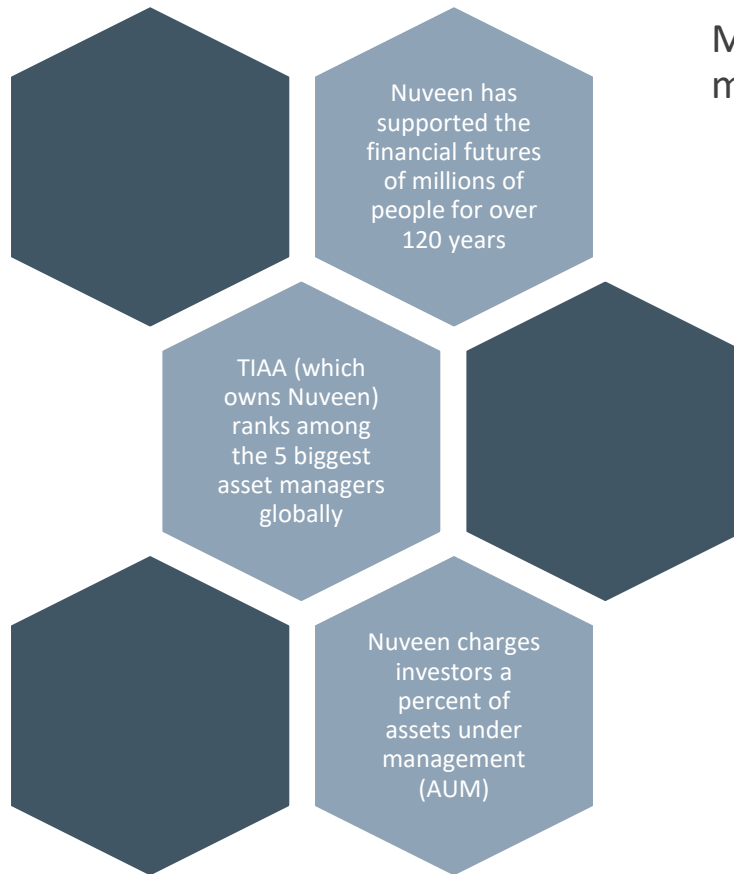 Nuveen has
supported the
financial futures
of millions of
people for over
120 years
TIAA (which
owns Nuveen)
ranks among
the 5 biggest
asset managers
globally
Nuveen charges
investors a
percent of
assets under
management
(AUM)